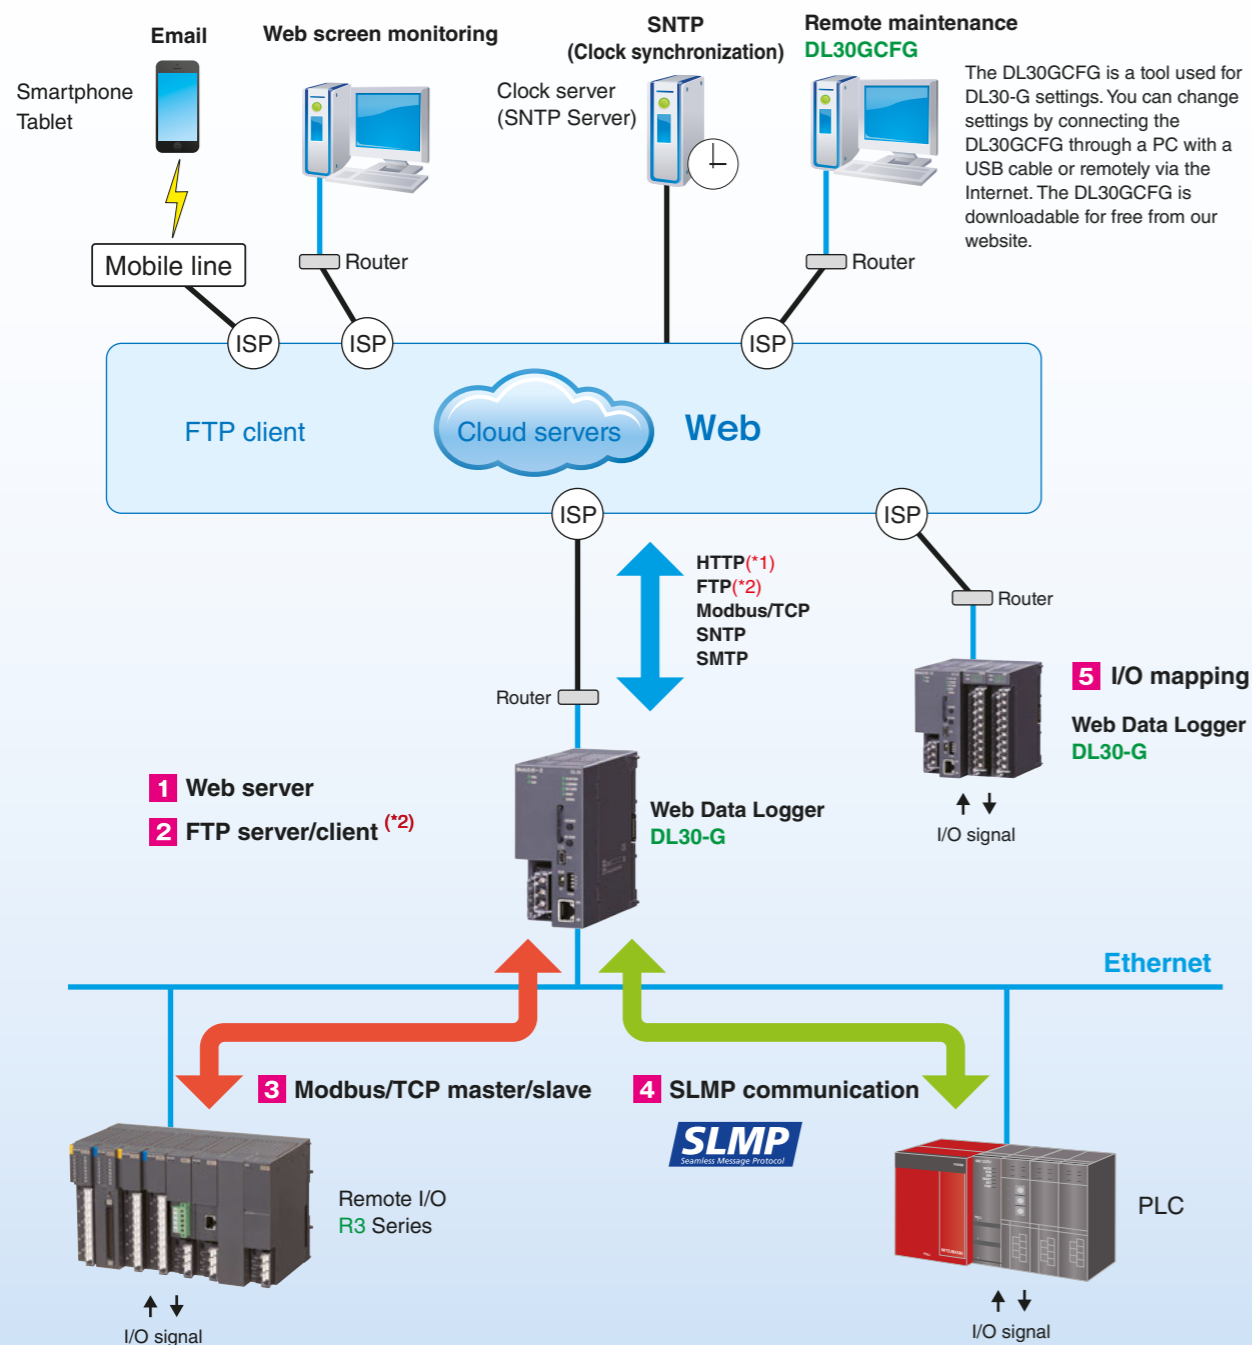 Email
Smartphone
Tablet
Mobile line
Web screen monitoring
Router
SNTP
(Clock synchronization)
Clock server
(SNTP Server)
Remote maintenance
DL30GCFG
The DL30GCFG is a tool used for
DL30-G settings. You can change
settings by connecting the
DL30GCFG through a PC with a
USB cable or remotely via the
Internet. The DL30GCFG is
downloadable for free from our
website.
Router
ISP
ISP
ISP
FTP client
Cloud servers
Web
ISP
ISP
HTTP(*1)
FTP(*2)
Modbus/TCP
SNTP
SMTP
Router
Router
5 I/O mapping
Web Data Logger
DL30-G
I/O signal
1 Web server
2 FTP server/client (*2)
Web Data Logger
DL30-G
Ethernet
3 Modbus/TCP master/slave
4 SLMP communication
SLMP
Seamless Message Protocol
Remote I/O
R3 Series
I/O signal
PLC
I/O signal